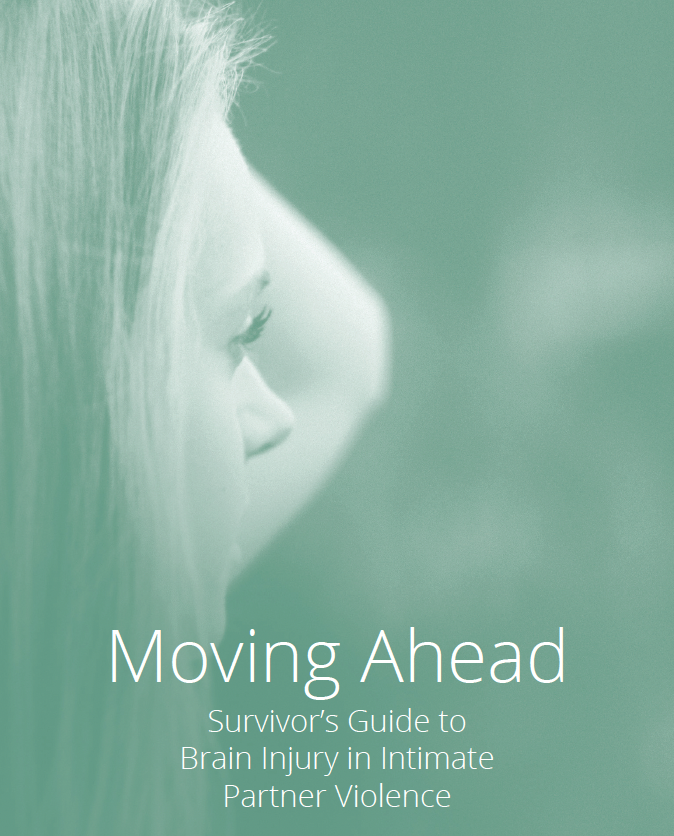 Moving Ahead
Survivor’s Guide to
Brain Injury in Intimate
Partner Violence